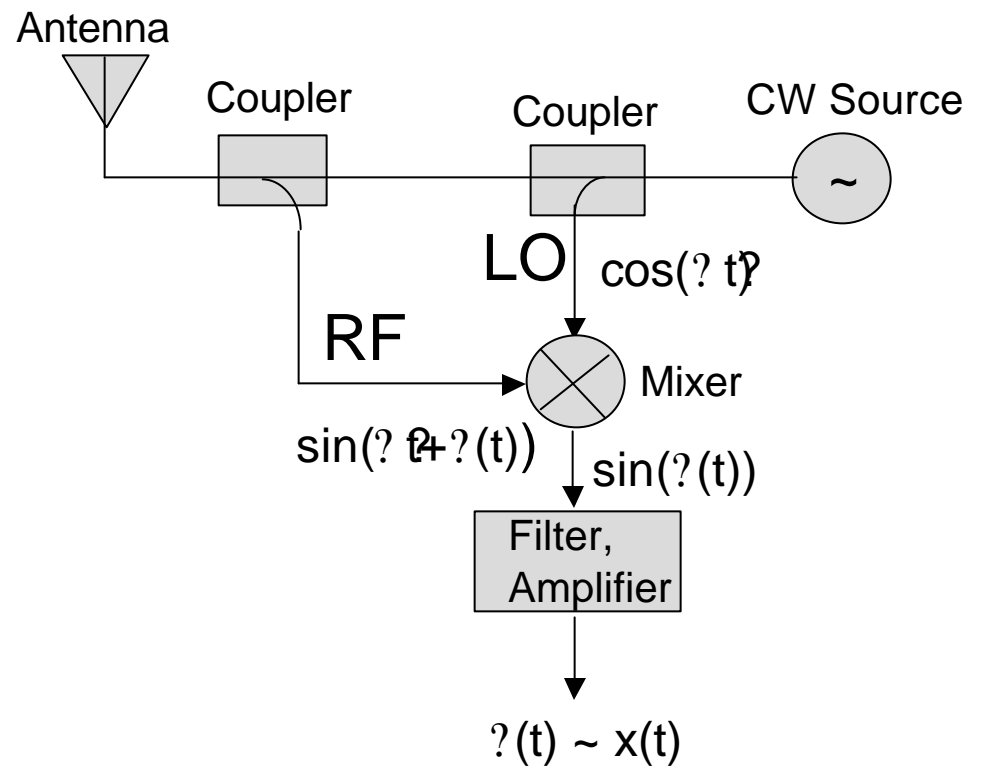 Antenna
Coupler
Coupler
CW Source
~
LO
cos(? t)?
RF
Mixer
sin(? t?+?(t))
sin(?(t))
Filter,
Amplifier
?(t) ~ x(t)